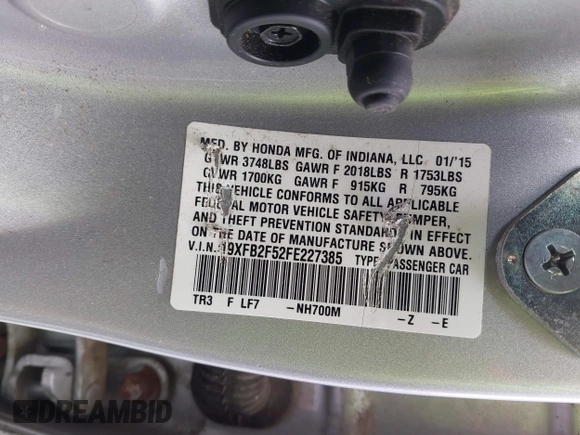 MFD. BY HONDA MFG. OF INDIANA, LLC 01/'15
GVWR 3748LBS GAWR F 2018LBS R 1753LBS
GVWR 1700KG GAWR F 915KG R 795KG
THIS VEHICLE CONFORMS TO ALL APPLICABLE
FEDERAL MOTOR VEHICLE SAFETY, BUMPER,
AND THEFT PREVENTION STANDARDS IN EFFECT
ON THE DATE OF MANUFACTURE SHOWN ABOVE.
V.I.N.: 19XFB2F52FE227385 TYPE: PASSENGER CAR
TR3 F LF7 -NH700M -Z -E
DREAMBID